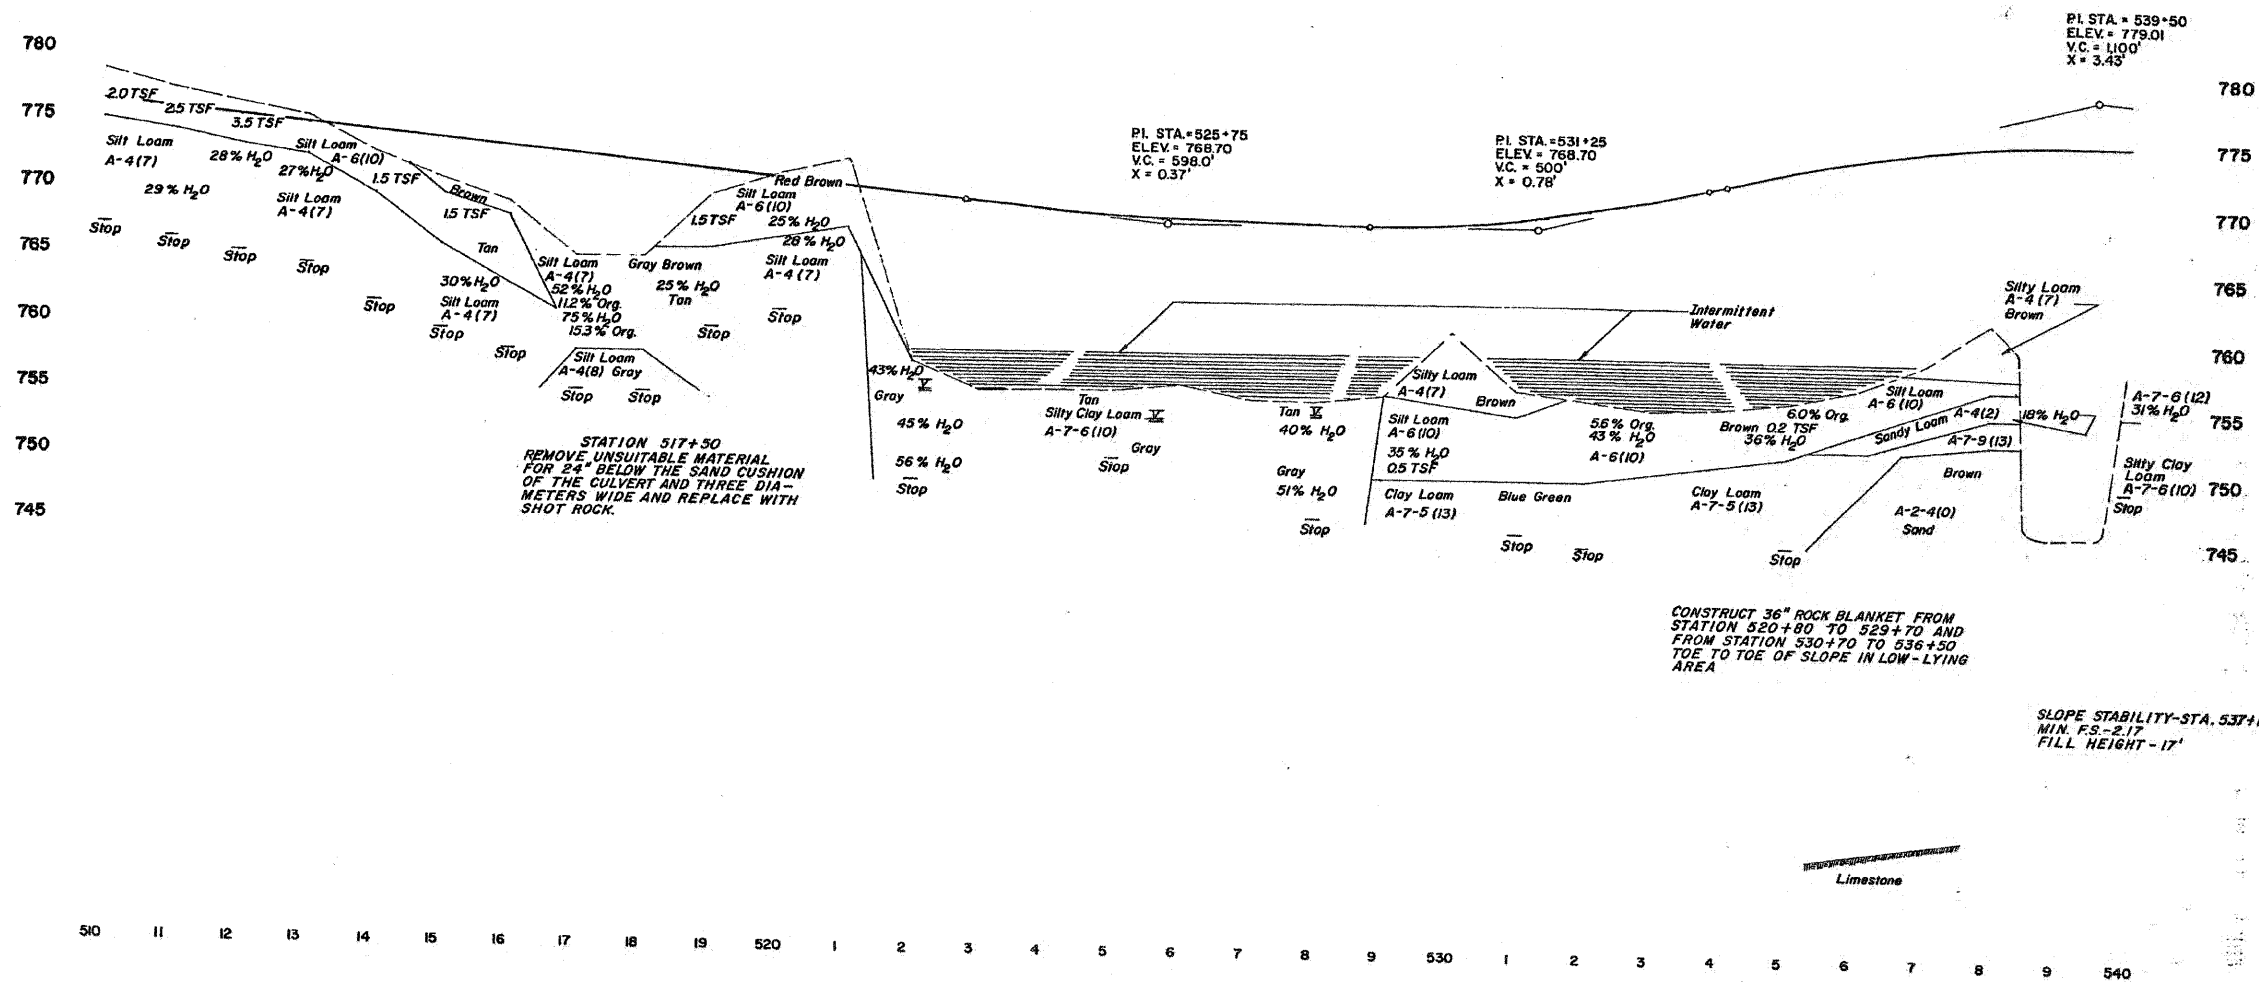 P.I. STA. = 539+50
ELEV. = 779.01
V.C. = 1,100'
X = 3.43'
780
775
770
765
760
755
750
745
780
775
770
765
760
755
750
745
2.0 TSF
2.5 TSF
3.5 TSF
Silt Loam
A-4(7)
28% H2O
29% H2O
27% H2O
Silt Loam
A-6(10)
1.5 TSF
Silt Loam
A-4(7)
Brown
1.5 TSF
Tan
30% H2O
Silt Loam
A-4(7)
Stop
Stop
Stop
Stop
Stop
Stop
Stop
Silt Loam
A-4(7)
52% H2O
11.2% Org.
75% H2O
15.3% Org.
Silt Loam
A-4(8) Gray
Stop
Stop
Gray Brown
25% H2O
Tan
Stop
1.5 TSF
Red Brown
Silt Loam
A-6(10)
25% H2O
28% H2O
Silt Loam
A-4(7)
Stop
STATION 517+50
REMOVE UNSUITABLE MATERIAL
FOR 24" BELOW THE SAND CUSHION
OF THE CULVERT AND THREE DIA-
METERS WIDE AND REPLACE WITH
SHOT ROCK.
P.I. STA. = 525+75
ELEV. = 768.70
V.C. = 598.0'
X = 0.37'
P.I. STA. = 531+25
ELEV. = 768.70
V.C. = 500'
X = 0.78'
Intermittent
Water
43% H2O
Gray
45% H2O
56% H2O
Stop
Tan
Silty Clay Loam
A-7-6(10)
Gray
Stop
Tan
40% H2O
Gray
51% H2O
Stop
Silty Loam
A-4(7)
Brown
Silt Loam
A-6(10)
35% H2O
0.5 TSF
Clay Loam
A-7-5(13)
Blue Green
Stop
Stop
5.6% Org.
43% H2O
A-6(10)
6.0% Org.
Brown 0.2 TSF
36% H2O
Clay Loam
A-7-5(13)
Stop
Silt Loam
A-6(10)
Sandy Loam
A-4(2)
A-7-9(13)
Brown
A-2-4(0)
Sand
Silty Loam
A-4(7)
Brown
18% H2O
A-7-6(12)
31% H2O
Silty Clay
Loam
A-7-6(10)
Stop
CONSTRUCT 36" ROCK BLANKET FROM
STATION 520+80 TO 529+70 AND
FROM STATION 530+70 TO 536+50
TOE TO TOE OF SLOPE IN LOW-LYING
AREA
SLOPE STABILITY-STA. 537+
MIN. F.S.-2.17
FILL HEIGHT-17'
Limestone
510 11 12 13 14 15 16 17 18 19 520 1 2 3 4 5 6 7 8 9 530 1 2 3 4 5 6 7 8 9 540